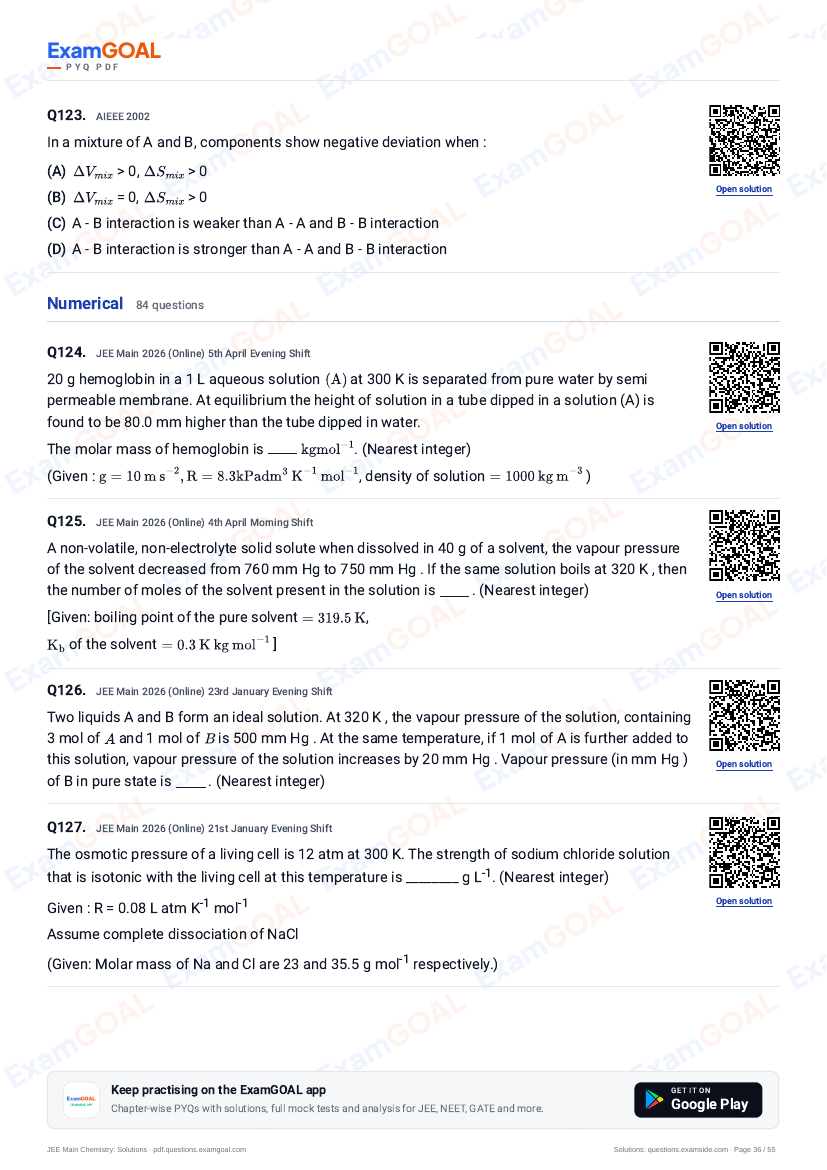 ExamGOAL
PYQ PDF
Q123. AIEEE 2002
In a mixture of A and B, components show negative deviation when :
(A) ΔV_mix > 0, ΔS_mix > 0
(B) ΔV_mix = 0, ΔS_mix > 0
(C) A - B interaction is weaker than A - A and B - B interaction
(D) A - B interaction is stronger than A - A and B - B interaction
Open solution
Numerical 84 questions
Q124. JEE Main 2026 (Online) 5th April Evening Shift
20 g hemoglobin in a 1 L aqueous solution (A) at 300 K is separated from pure water by semi
permeable membrane. At equilibrium the height of solution in a tube dipped in a solution (A) is
found to be 80.0 mm higher than the tube dipped in water.
The molar mass of hemoglobin is ____ kgmol⁻¹. (Nearest integer)
(Given : g = 10 m s⁻², R = 8.3kPadm³ K⁻¹ mol⁻¹, density of solution = 1000 kg m⁻³ )
Open solution
Q125. JEE Main 2026 (Online) 4th April Morning Shift
A non-volatile, non-electrolyte solid solute when dissolved in 40 g of a solvent, the vapour pressure
of the solvent decreased from 760 mm Hg to 750 mm Hg . If the same solution boils at 320 K , then
the number of moles of the solvent present in the solution is ____ . (Nearest integer)
[Given: boiling point of the pure solvent = 319.5 K,
K_b of the solvent = 0.3 K kg mol⁻¹ ]
Open solution
Q126. JEE Main 2026 (Online) 23rd January Evening Shift
Two liquids A and B form an ideal solution. At 320 K , the vapour pressure of the solution, containing
3 mol of A and 1 mol of B is 500 mm Hg . At the same temperature, if 1 mol of A is further added to
this solution, vapour pressure of the solution increases by 20 mm Hg . Vapour pressure (in mm Hg )
of B in pure state is ____ . (Nearest integer)
Open solution
Q127. JEE Main 2026 (Online) 21st January Evening Shift
The osmotic pressure of a living cell is 12 atm at 300 K. The strength of sodium chloride solution
that is isotonic with the living cell at this temperature is _______ g L⁻¹. (Nearest integer)
Given : R = 0.08 L atm K⁻¹ mol⁻¹
Assume complete dissociation of NaCl
(Given: Molar mass of Na and Cl are 23 and 35.5 g mol⁻¹ respectively.)
Open solution
ExamGOAL
Keep practising on the ExamGOAL app
Chapter-wise PYQs with solutions, full mock tests and analysis for JEE, NEET, GATE and more.
GET IT ON
Google Play
JEE Main Chemistry: Solutions · pdf.questions.examgoal.com
Solutions: questions.examside.com · Page 36 / 55